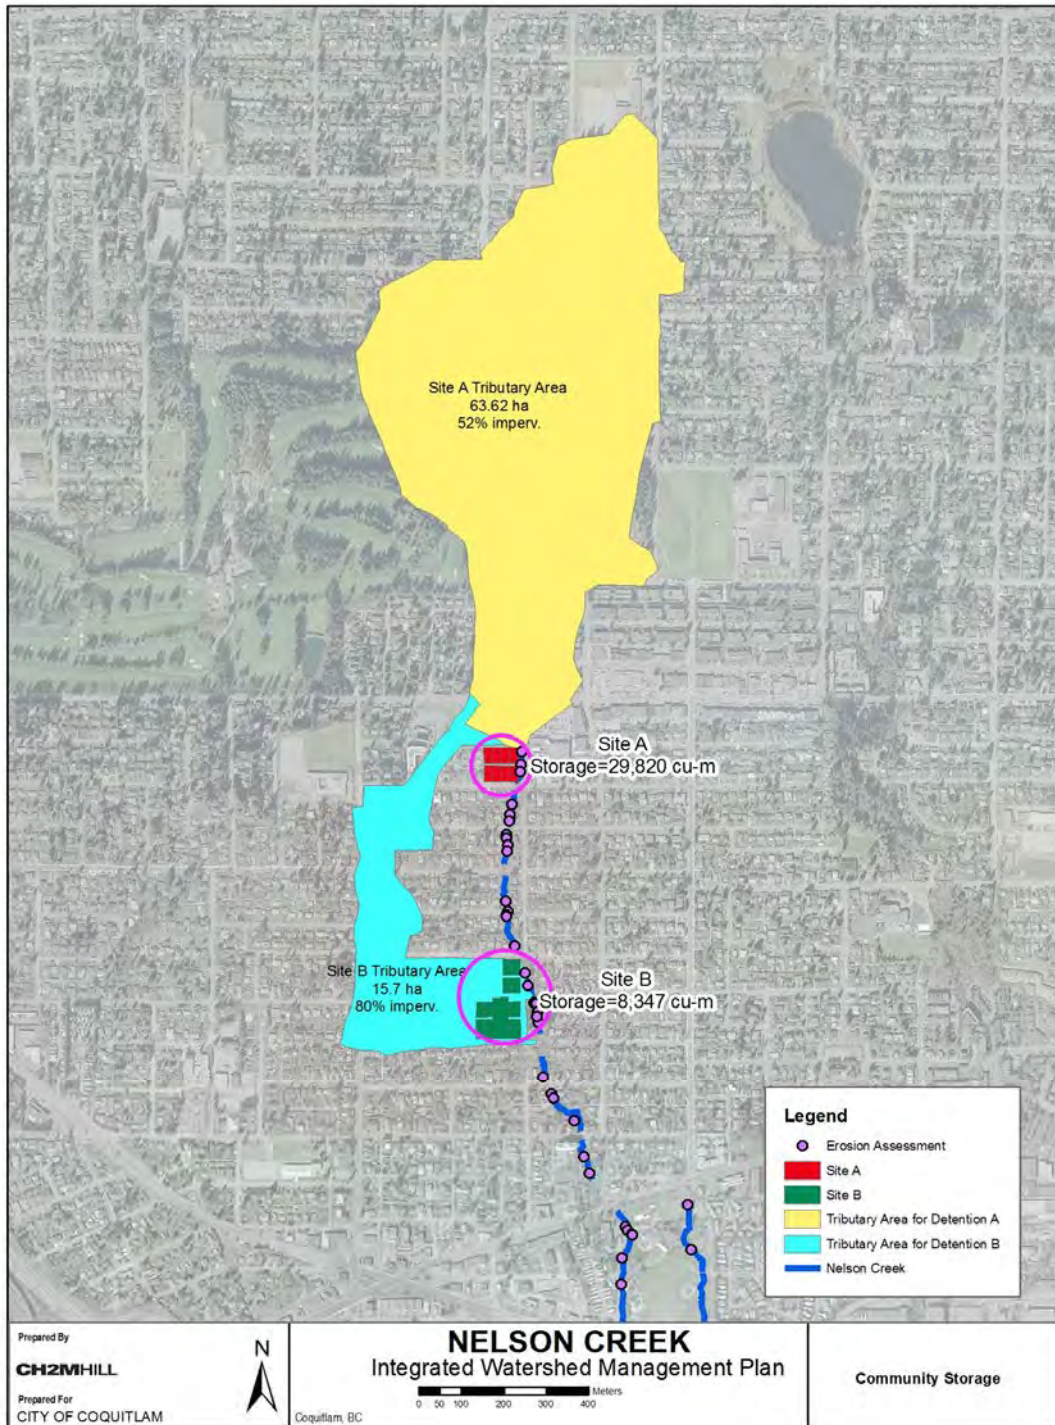 Site A Tributary Area
63.62 ha
52% imperv.
Site A
Storage=29,820 cu-m
Site B Tributary Area
15.7 ha
80% imperv.
Site B
Storage=8,347 cu-m
Legend
Erosion Assessment
Site A
Site B
Tributary Area for Detention A
Tributary Area for Detention B
Nelson Creek
Prepared By
CH2MHILL
Prepared For
CITY OF COQUITLAM
N
Coquitlam, BC
NELSON CREEK
Integrated Watershed Management Plan
Meters
0 50 100 200 300 400
Community Storage